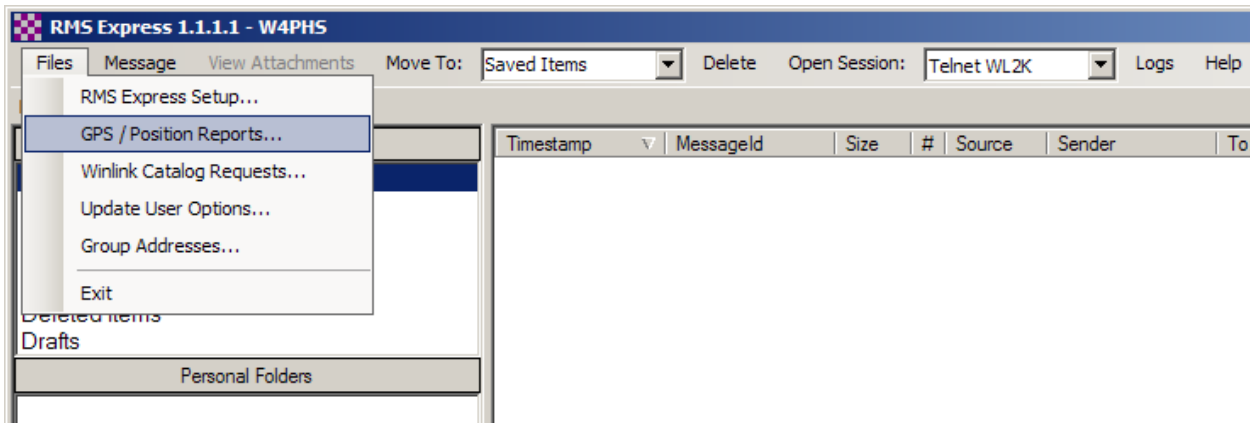 RMS Express 1.1.1.1 - W4PHS
Files Message View Attachments Move To: Saved Items Delete Open Session: Telnet WL2K Logs Help
RMS Express Setup...
GPS / Position Reports...
Timestamp MessageId Size # Source Sender To
Winlink Catalog Requests...
Update User Options...
Group Addresses...
Exit
Deleted Items
Drafts
Personal Folders